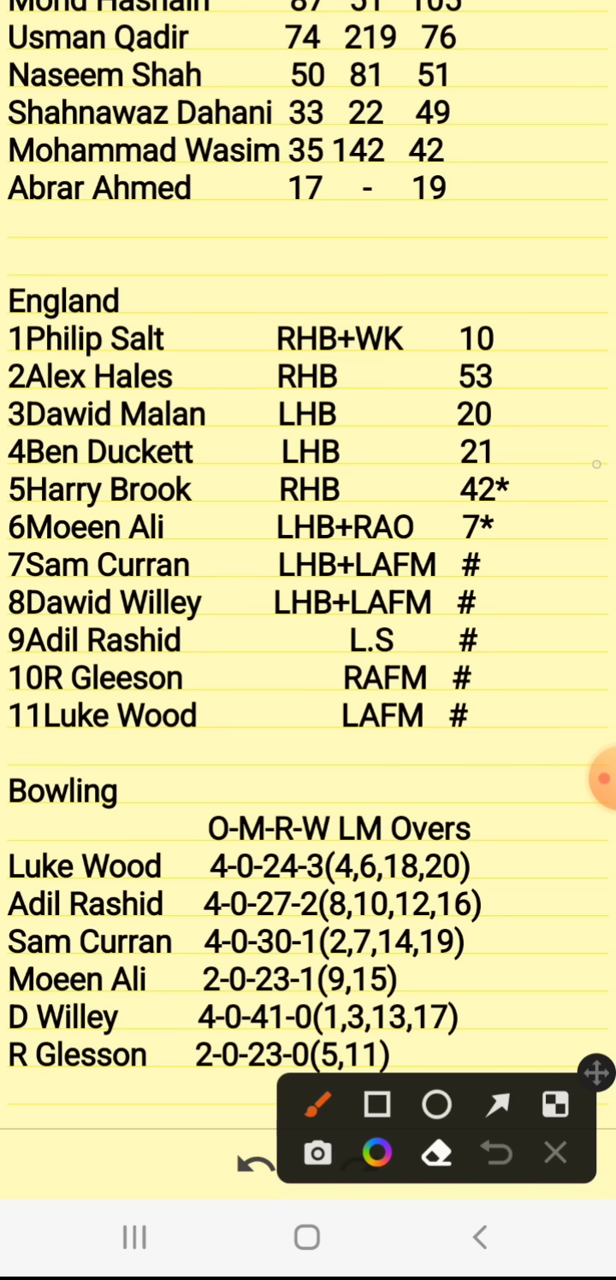 Mohd Hasnain 87 51 105
Usman Qadir 74 219 76
Naseem Shah 50 81 51
Shahnawaz Dahani 33 22 49
Mohammad Wasim 35 142 42
Abrar Ahmed 17 - 19
England
1Philip Salt RHB+WK 10
2Alex Hales RHB 53
3Dawid Malan LHB 20
4Ben Duckett LHB 21
5Harry Brook RHB 42*
6Moeen Ali LHB+RAO 7*
7Sam Curran LHB+LAFM #
8Dawid Willey LHB+LAFM #
9Adil Rashid L.S #
10R Gleeson RAFM #
11Luke Wood LAFM #
Bowling
O-M-R-W LM Overs
Luke Wood 4-0-24-3(4,6,18,20)
Adil Rashid 4-0-27-2(8,10,12,16)
Sam Curran 4-0-30-1(2,7,14,19)
Moeen Ali 2-0-23-1(9,15)
D Willey 4-0-41-0(1,3,13,17)
R Glesson 2-0-23-0(5,11)